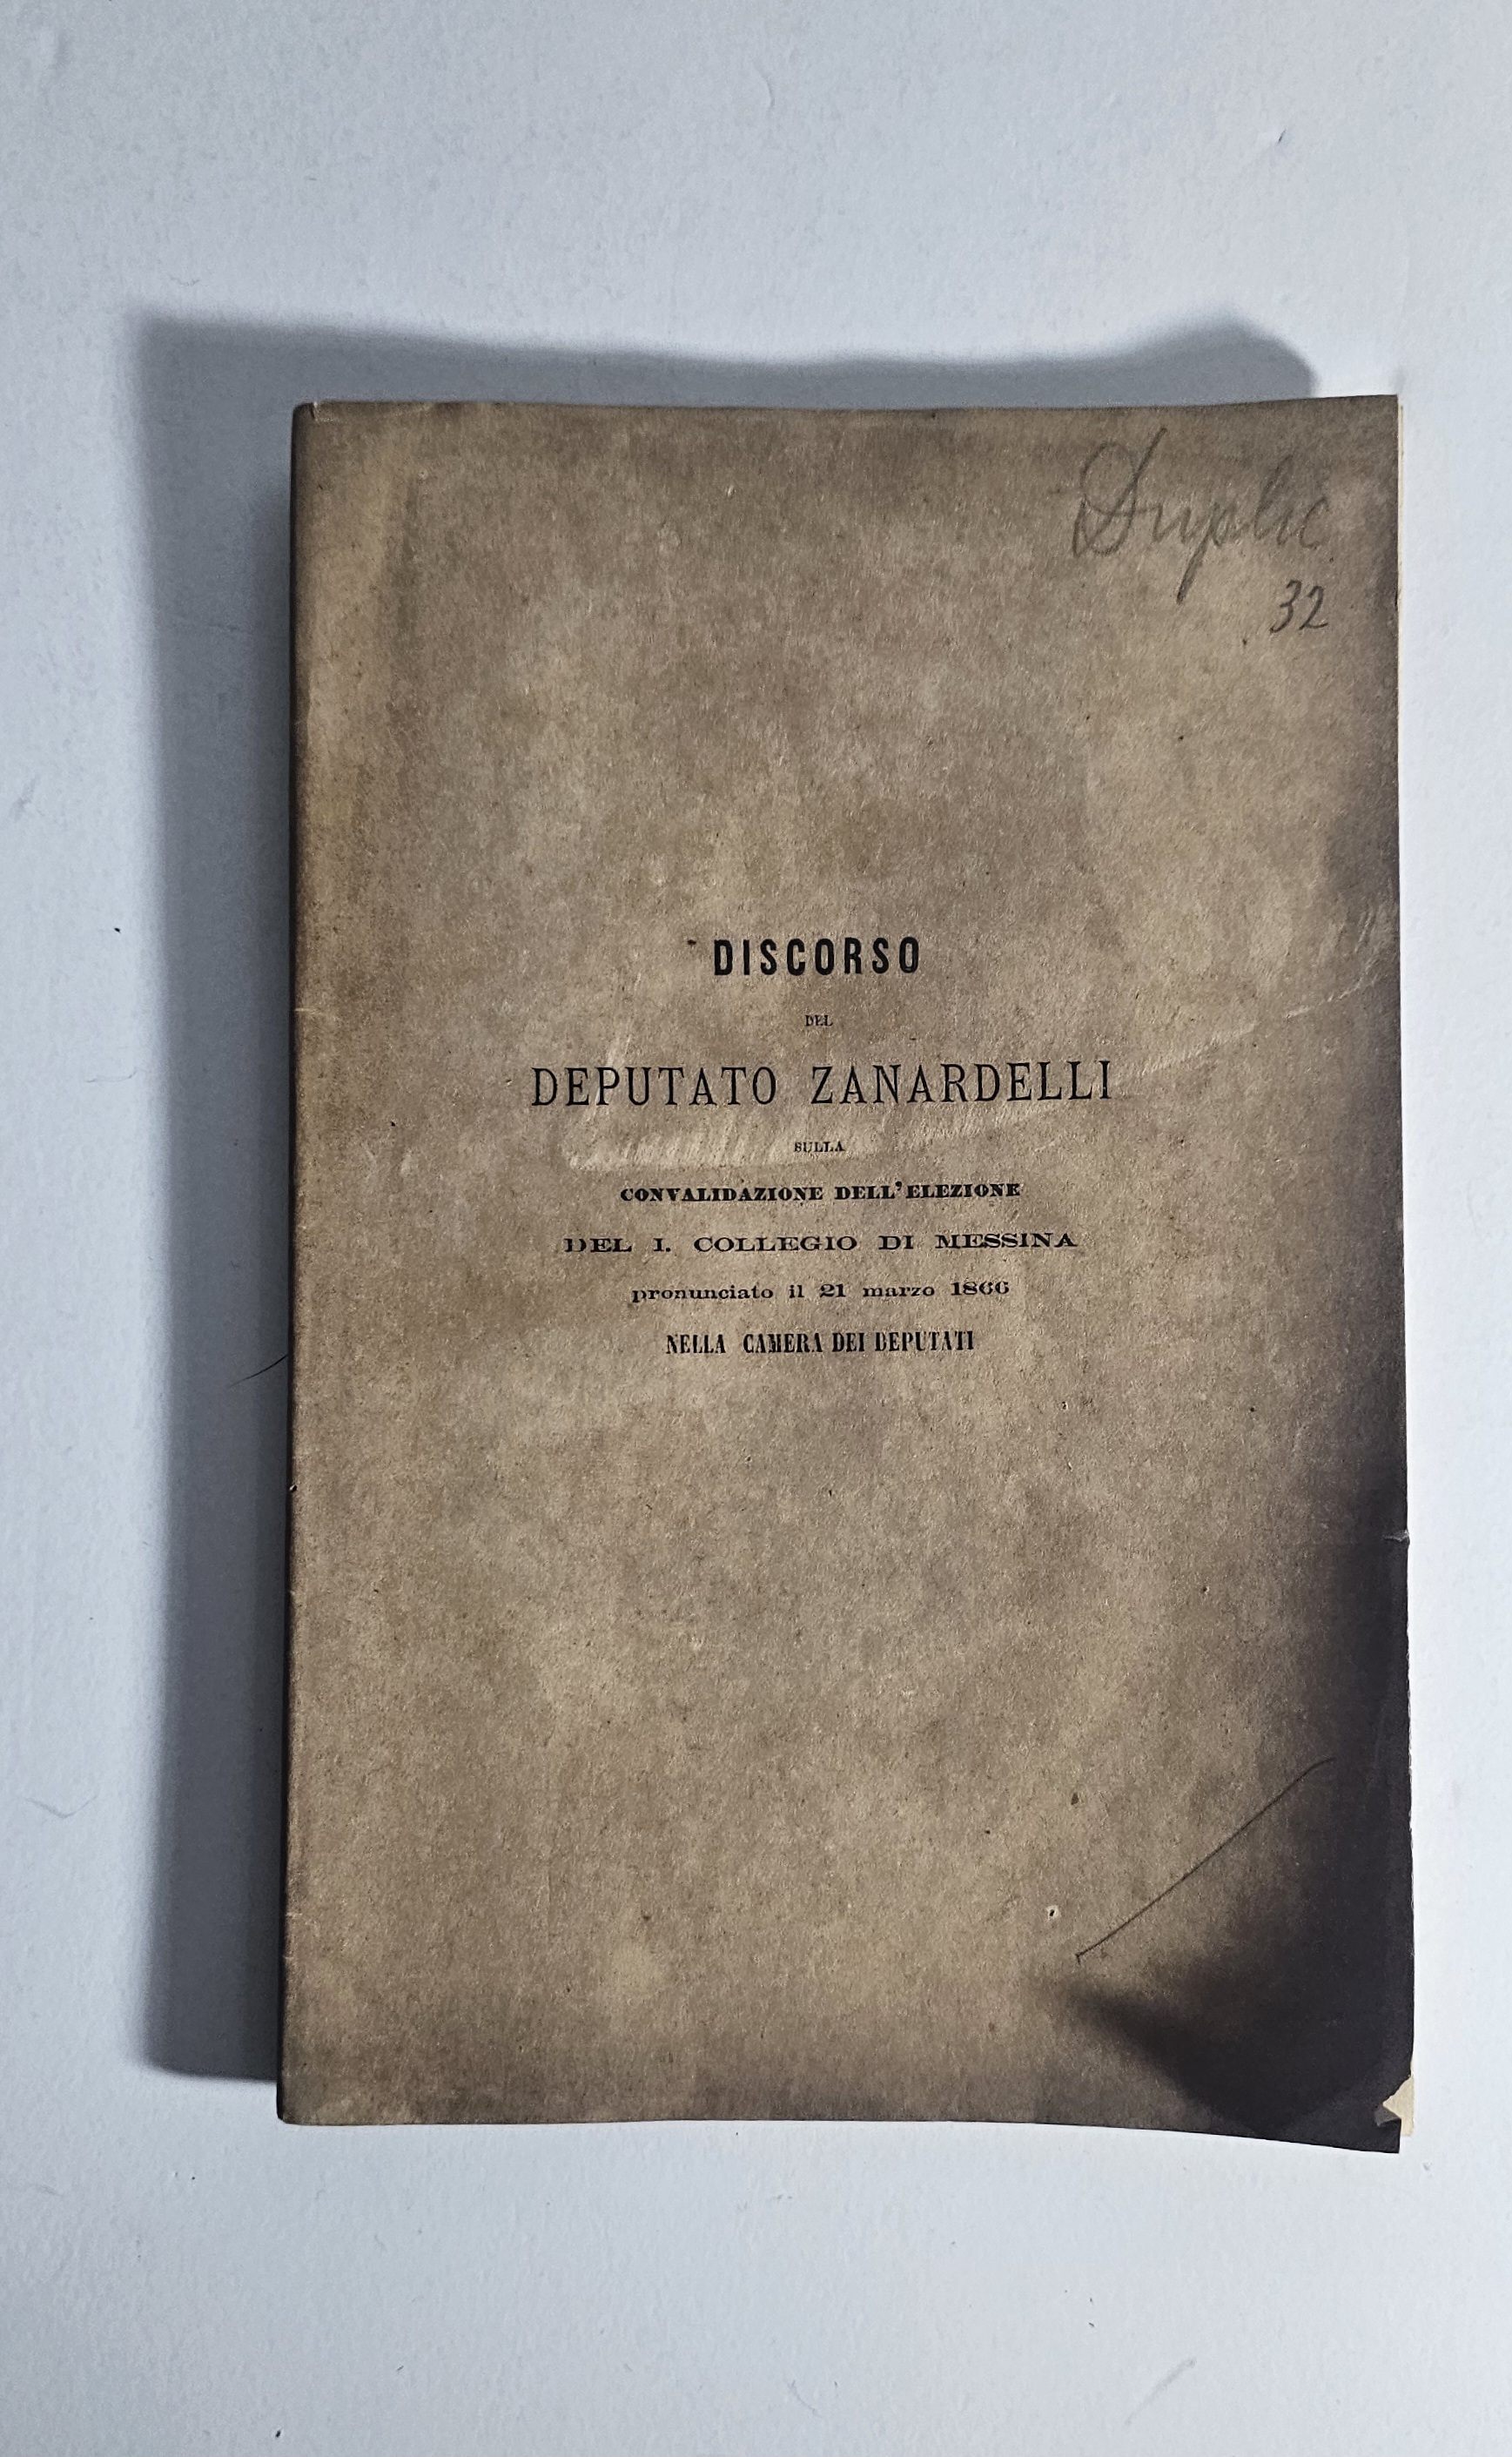 Duplic
32
DISCORSO
DEL
DEPUTATO ZANARDELLI
SULLA
CONVALIDAZIONE DELL'ELEZIONE
DEL I. COLLEGIO DI MESSINA
pronunciato il 21 marzo 1866
NELLA CAMERA DEI DEPUTATI